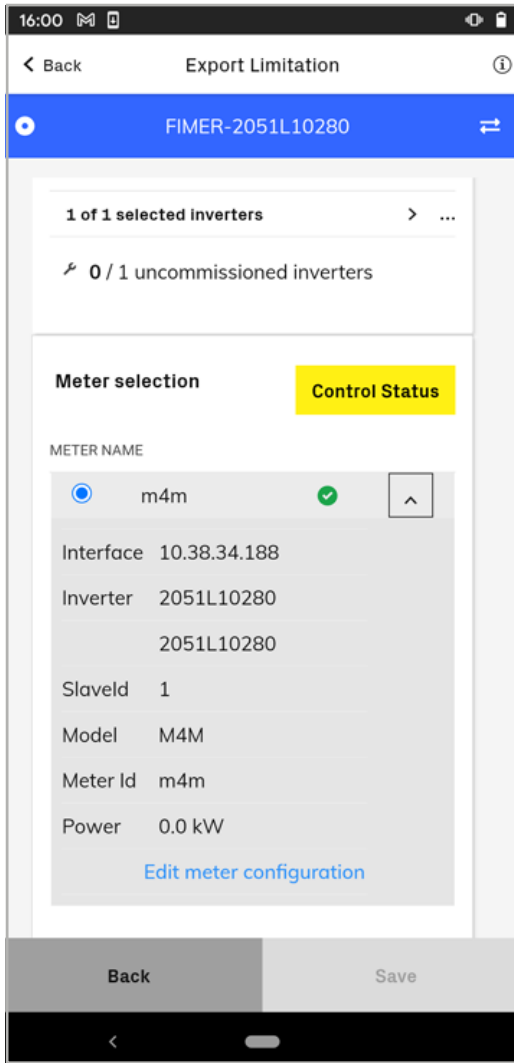 16:00
Back Export Limitation
FIMER-2051L10280
1 of 1 selected inverters > ...
0 / 1 uncommissioned inverters
Meter selection
Control Status
METER NAME
m4m
Interface 10.38.34.188
Inverter 2051L10280
2051L10280
SlaveId 1
Model M4M
Meter Id m4m
Power 0.0 kW
Edit meter configuration
Back Save